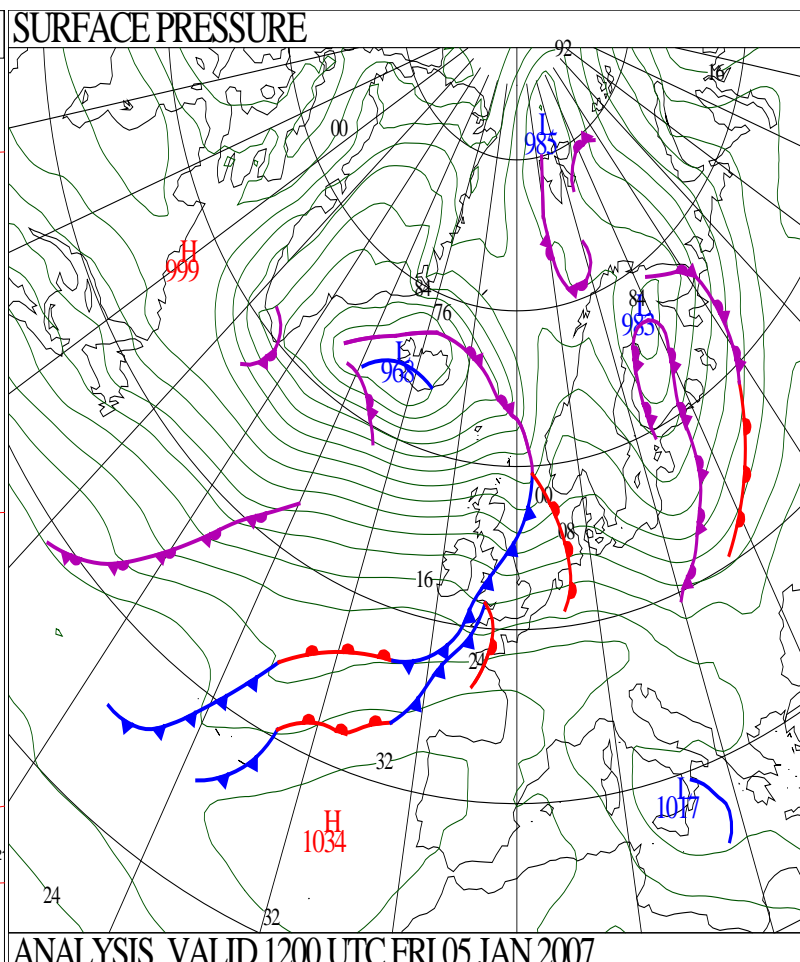 SURFACE PRESSURE
92
16
L
985
00
H
999
84
76
84
L
983
L
968
00
08
16
24
32
L
1017
H
1034
24
32
ANALYSIS VALID 1200 UTC FRI 05 JAN 2007